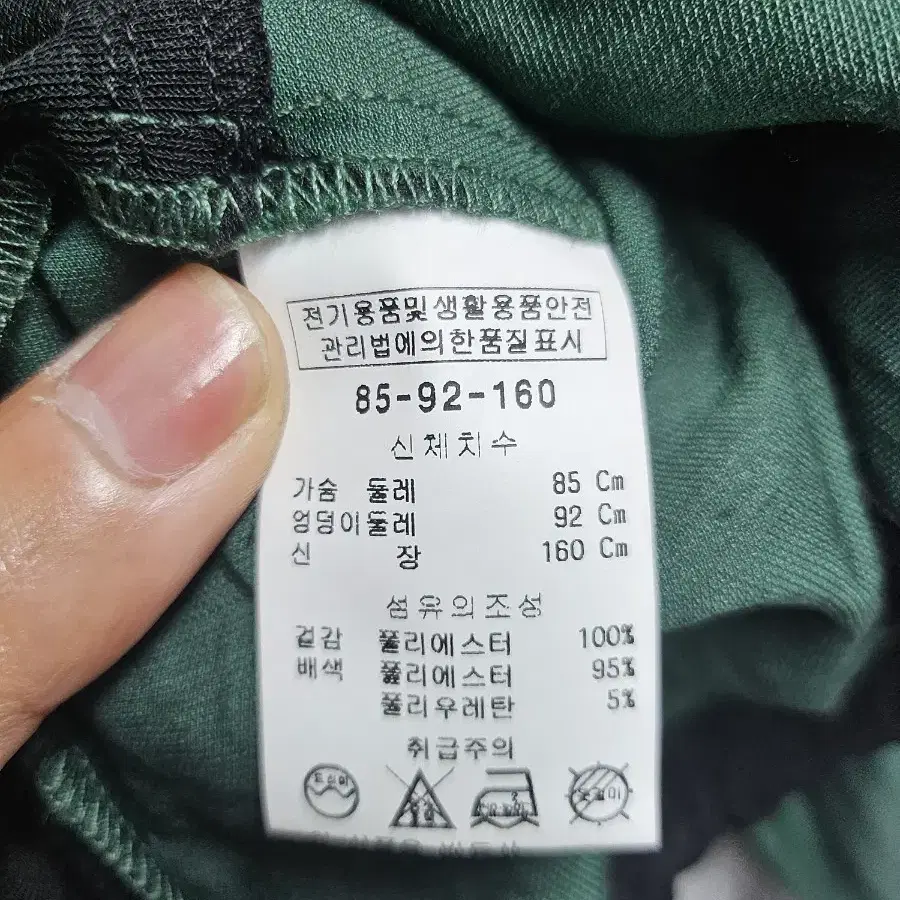 전기용품및생활용품안전
관리법에의한품질표시
85-92-160
신체치수
가슴 둘레 85 Cm
엉덩이둘레 92 Cm
신 장 160 Cm
섬유의조성
겉감 폴리에스터 100%
배색 폴리에스터 95%
폴리우레탄 5%
취급주의
드라이